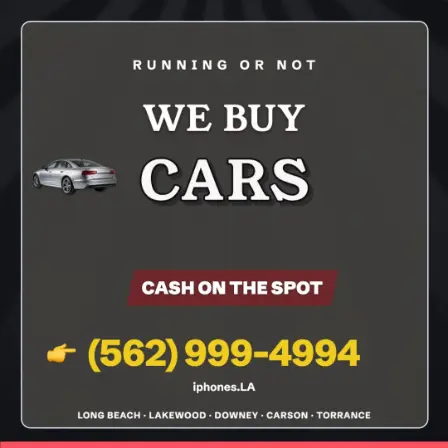 RUNNING OR NOT
WE BUY
CARS
CASH ON THE SPOT
(562) 999-4994
iphones.LA
LONG BEACH · LAKEWOOD · DOWNEY · CARSON · TORRANCE